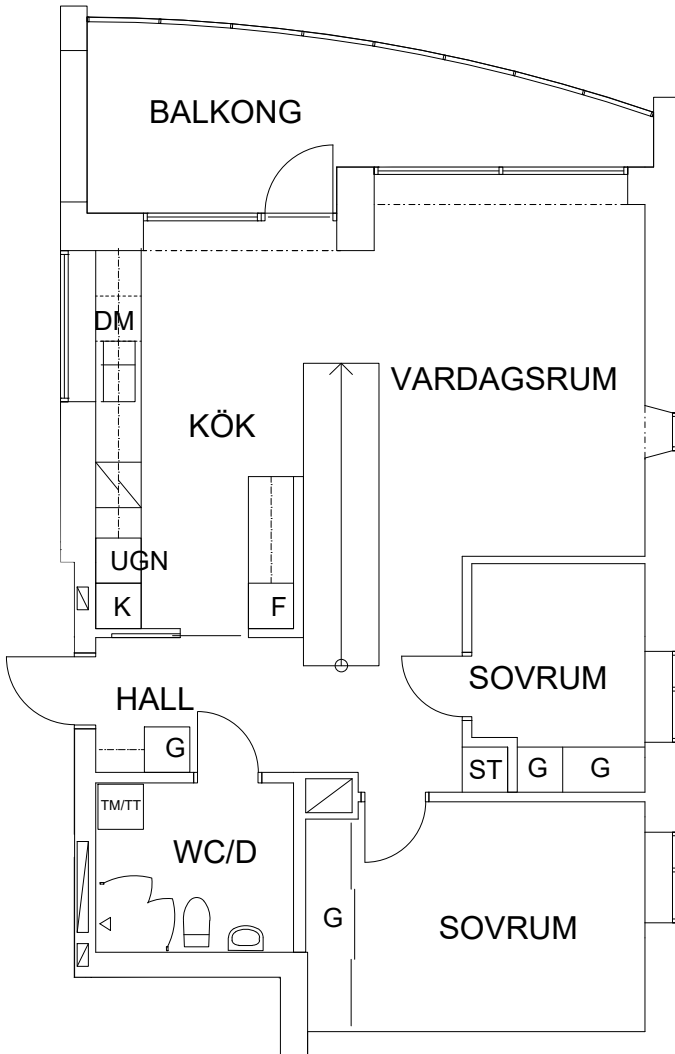 BALKONG
DM
VARDAGSRUM
KÖK
UGN
K
F
SOVRUM
HALL
G
ST
G
G
TM/TT
WC/D
G
SOVRUM